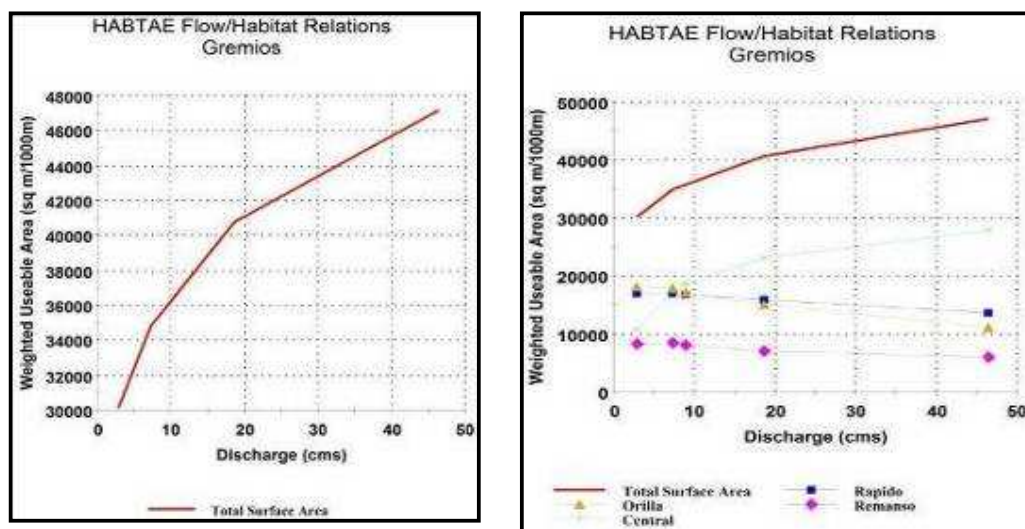 HABTAE Flow/Habitat Relations
Gremios
Weighted Useable Area (sq m/1000m)
48000
46000
44000
42000
40000
38000
36000
34000
32000
30000
0 10 20 30 40 50
Discharge (cms)
Total Surface Area
HABTAE Flow/Habitat Relations
Gremios
Weighted Useable Area (sq m/1000m)
50000
40000
30000
20000
10000
0
0 10 20 30 40 50
Discharge (cms)
Total Surface Area Rapido
Orilla Remanso
Central